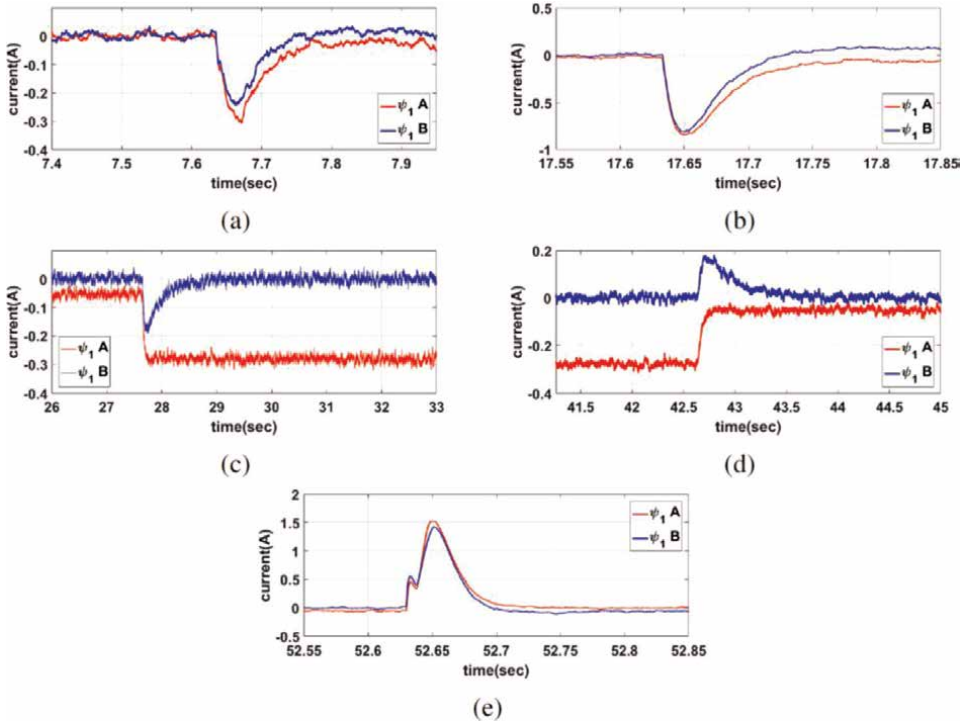 0
-0.1
-0.2
-0.3
-0.4
current(A)
7.4 7.5 7.6 7.7 7.8 7.9
time(sec)
ψ1 A
ψ1 B
(a)
0.5
0
-0.5
-1
current(A)
17.55 17.6 17.65 17.7 17.75 17.8 17.85
time(sec)
ψ1 A
ψ1 B
(b)
0
-0.1
-0.2
-0.3
-0.4
current(A)
26 27 28 29 30 31 32 33
time(sec)
ψ1 A
ψ1 B
(c)
0.2
0
-0.2
-0.4
current(A)
41.5 42 42.5 43 43.5 44 44.5 45
time(sec)
ψ1 A
ψ1 B
(d)
2
1.5
1
0.5
0
-0.5
current(A)
52.55 52.6 52.65 52.7 52.75 52.8 52.85
time(sec)
ψ1 A
ψ1 B
(e)